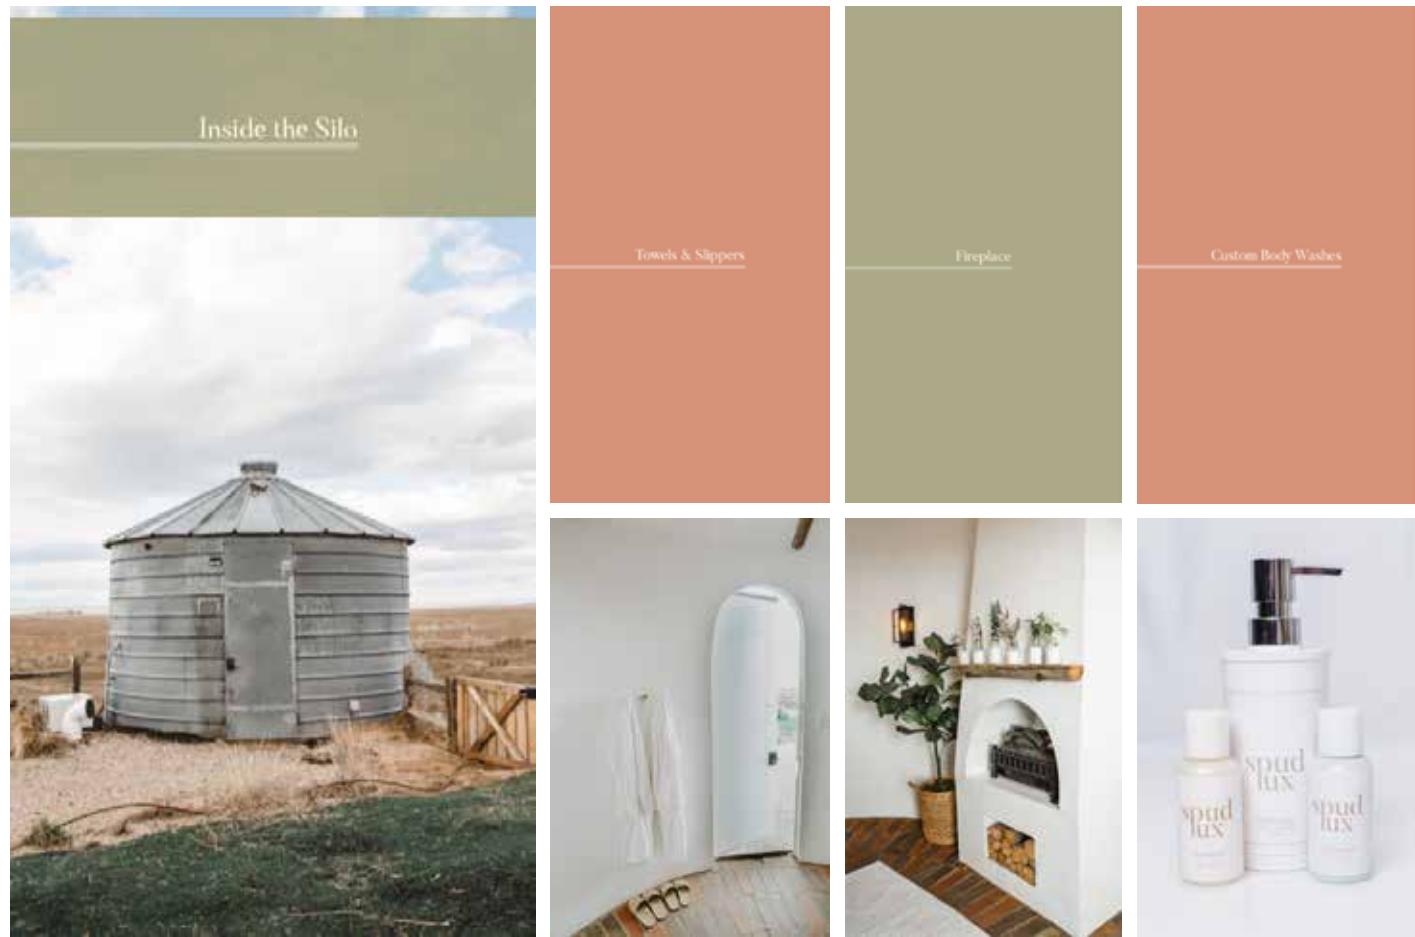 Inside the Silo
Towels & Slippers
Fireplace
Custom Body Washes
spud
lux
spud
lux
spud
lux